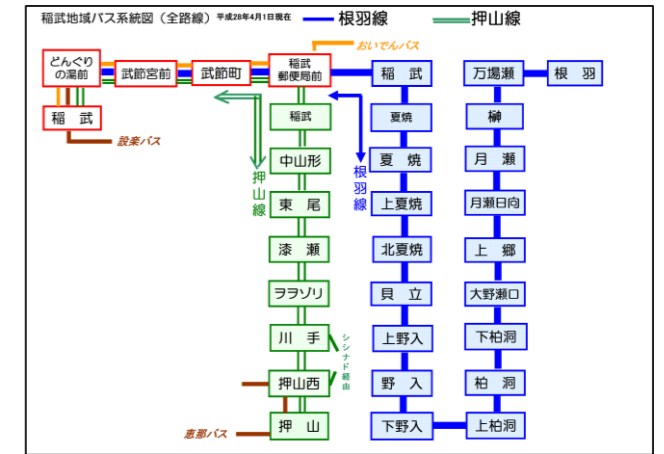 稲武地域バス系統図（全路線）平成28年4月1日現在 根羽線 押山線
おいでんバス
どんぐりの湯前
武節宮前
武節町
稲武郵便局前
稲 武
万場瀬
根 羽
稲 武
設楽バス
押山線
根羽線
稲武
中山形
東 尾
漆 瀬
ヲヲゾリ
川 手
シシナド経由
押山西
押 山
恵那バス
夏焼
夏 焼
上夏焼
北夏焼
貝 立
上野入
野 入
下野入
榊
月 瀬
月瀬日向
上 郷
大野瀬口
下柏洞
柏 洞
上柏洞